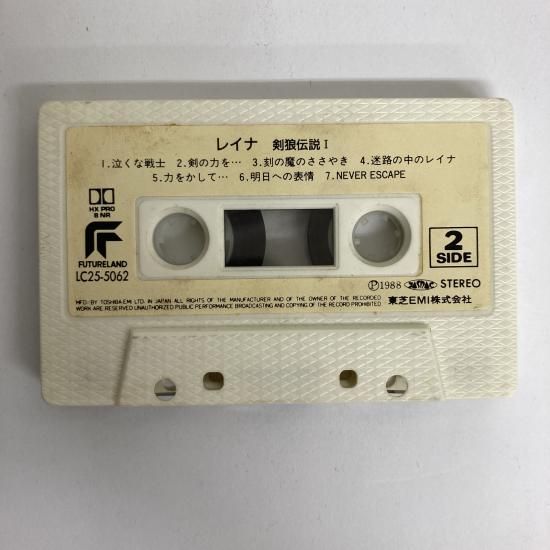 レイナ 剣狼伝説 I
1.泣くな戦士 2.剣の力を… 3.刻の魔のささやき 4.迷路の中のレイナ
5.力をかして… 6.明日への表情 7.NEVER ESCAPE
HX PRO
B NR
FUTURELAND
LC25-5062
2
SIDE
Ⓟ1988 STEREO
MFD. BY TOSHIBA-EMI LTD. IN JAPAN ALL RIGHTS OF THE MANUFACTURER AND OF THE OWNER OF THE RECORDED
WORK ARE RESERVED UNAUTHORIZED PUBLIC PERFORMANCE BROADCASTING AND COPYING OF THE RECORD PROHIBITED
東芝EMI株式会社